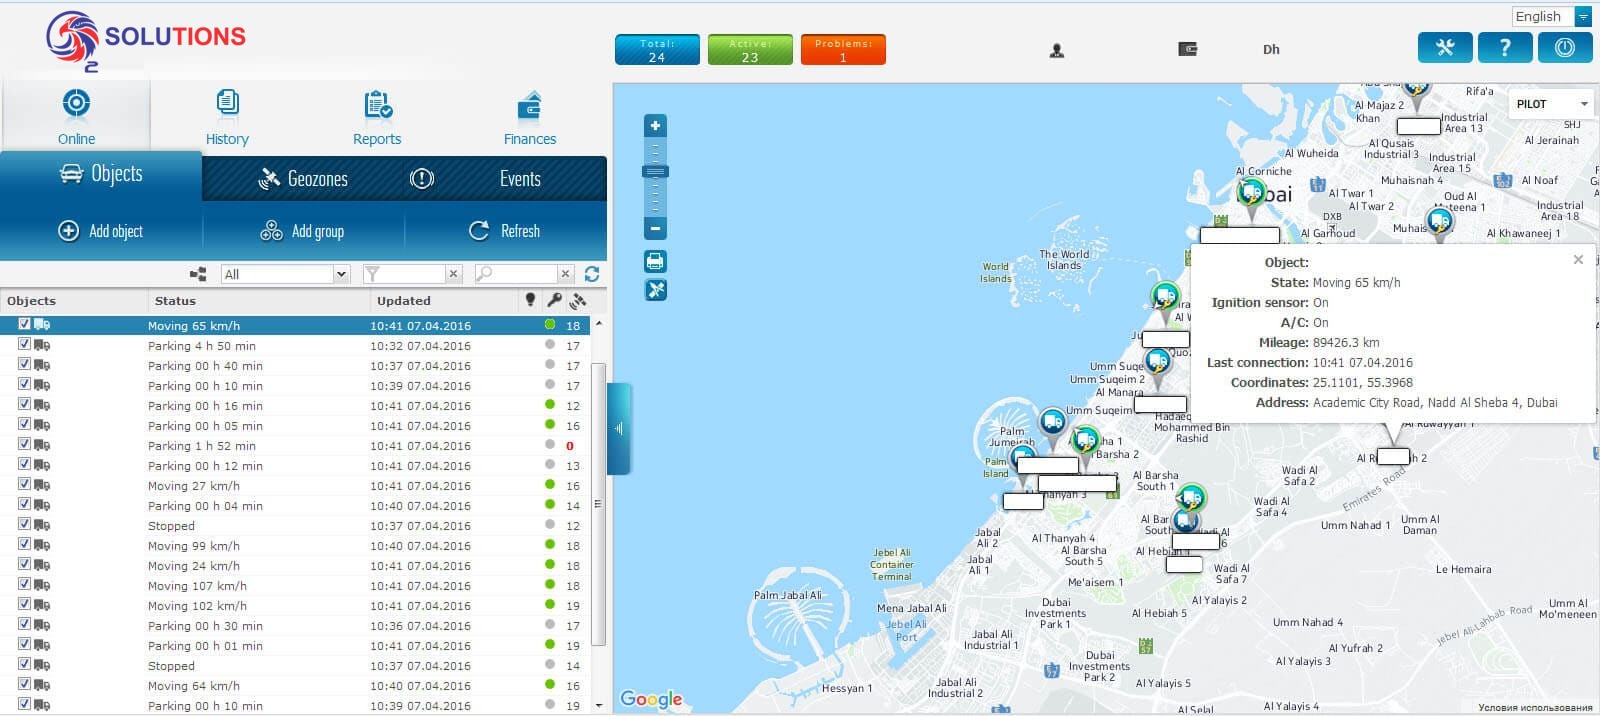 English
SOLUTIONS
2
Total:
24
Active:
23
Problems:
1
Dh
?
Online
History
Reports
Finances
Objects
Geozones
Events
Add object
Add group
Refresh
All
Objects Status Updated
Moving 65 km/h 10:41 07.04.2016 18
Parking 4 h 50 min 10:32 07.04.2016 17
Parking 00 h 40 min 10:37 07.04.2016 17
Parking 00 h 10 min 10:39 07.04.2016 17
Parking 00 h 16 min 10:41 07.04.2016 12
Parking 00 h 05 min 10:41 07.04.2016 16
Parking 1 h 52 min 10:41 07.04.2016 0
Parking 00 h 12 min 10:41 07.04.2016 13
Moving 27 km/h 10:41 07.04.2016 16
Parking 00 h 04 min 10:40 07.04.2016 14
Stopped 10:37 07.04.2016 12
Moving 99 km/h 10:40 07.04.2016 18
Moving 24 km/h 10:41 07.04.2016 18
Moving 107 km/h 10:41 07.04.2016 18
Moving 102 km/h 10:41 07.04.2016 19
Parking 00 h 30 min 10:36 07.04.2016 17
Parking 00 h 01 min 10:41 07.04.2016 19
Stopped 10:37 07.04.2016 14
Moving 64 km/h 10:40 07.04.2016 16
Parking 00 h 10 min 10:39 07.04.2016 19
PILOT
Rifa'a
Al Majaz 2
Khan
Industrial
Area 13
SHJ
Al Jerainah
Al Qusais
Industrial 3
Al Wuheida
Industrial
Area 15
Al Corniche
Muhaisnah 4
E 102
Al Noaf
E 11
Al Twar 1
Al Twar 2
Oud Al
Muteena 1
Industrial
Area 18
DXB
Al Garhoud
Al Khawaneej 1
The World
Islands
World
Islands
Object:
State: Moving 65 km/h
Ignition sensor: On
A/C: On
Mileage: 89426.3 km
Last connection: 10:41 07.04.2016
Coordinates: 25.1101, 55.3968
Address: Academic City Road, Nadd Al Sheba 4, Dubai
Umm Suqeim 2
Al Manara
Umm Suqeim
Mohammed Bin
Rashid
Al Ruwayyah 1
Palm
Jumeirah
Palm
Island
Al Barsha 2
Al Barsha
South 1
Wadi Al
Safa 2
Wadi Al
Safa 4
Emirates Road
Umm Nahad 1
Umm Al
Daman
Jabal
Ali 2
Al Thanyah 4
Al Barsha
South 5
Jabal
Ali 1
Me'aisem 1
Al Hebiah 1
Wadi Al
Safa 7
Le Hemaira
Jebel Ali
Container
Terminal
Palm Jabal Ali
Mena Jabal Ali
Jebel Ali
Port
Dubai
Investments
Park 1
Al Hebiah 5
Al Yalayis 2
Umm Nahad 4
Umm Al
Mo'meneen
Jebel Ali-Lahbab Road
Jabal Ali
Industrial 1
D 57
Al Yufrah 2
Al Yalayis 3
Dubai
Investments
Park 2
E 77
Al Yalayis 5
Hessyan 1
Jabal Ali
Industrial 2
Al Selal
Google
Условия использования